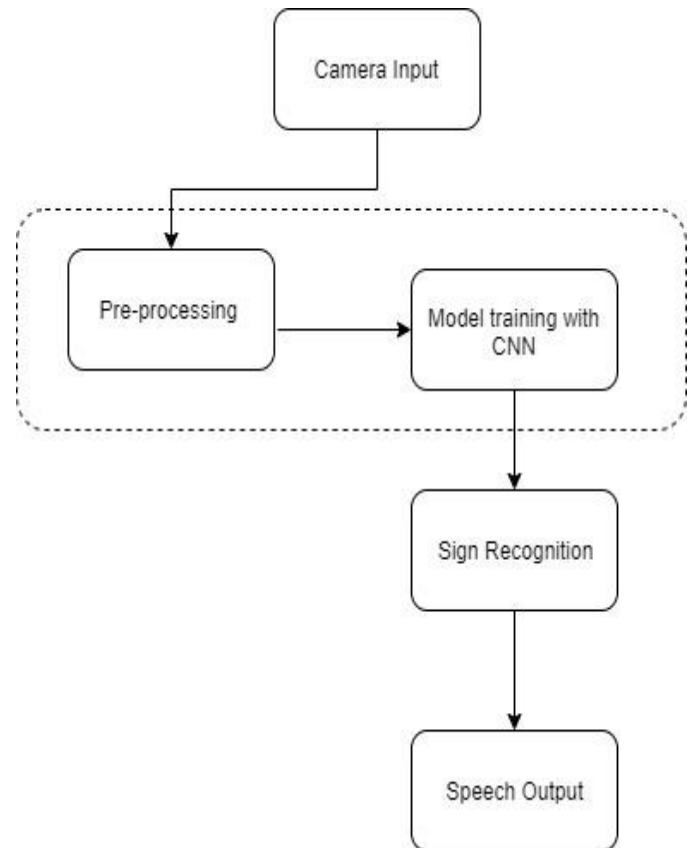 Camera Input
Pre-processing
Model training with
CNN
Sign Recognition
Speech Output